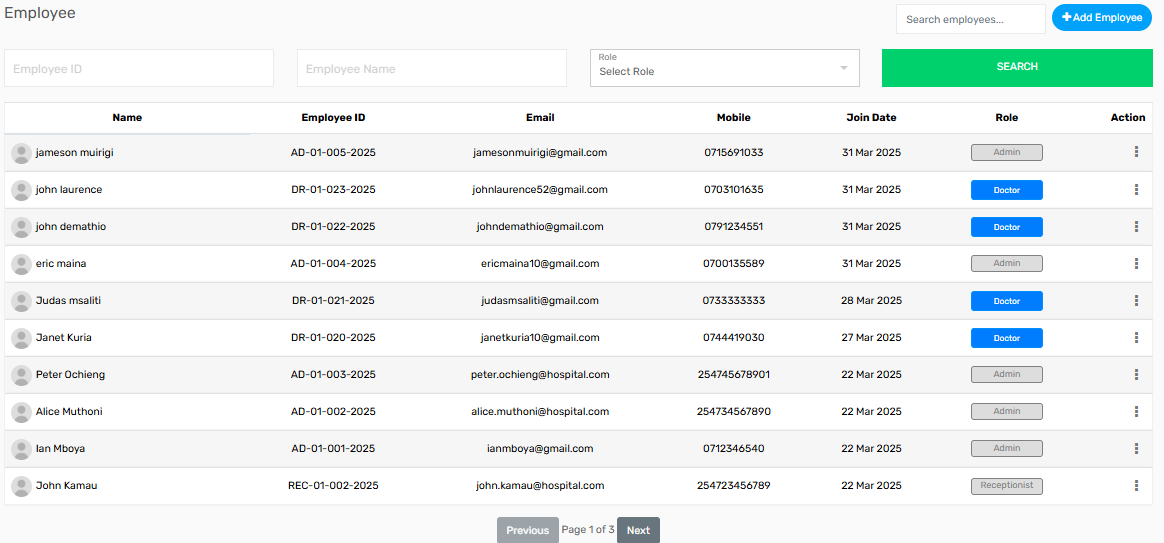 Employee
Search employees...
+Add Employee
Employee ID
Employee Name
Role
Select Role
SEARCH
Name Employee ID Email Mobile Join Date Role Action
jameson muirigi AD-01-005-2025 jamesonmuirigi@gmail.com 0715691033 31 Mar 2025 Admin
john laurence DR-01-023-2025 johnlaurence52@gmail.com 0703101635 31 Mar 2025 Doctor
john demathio DR-01-022-2025 johndemathio@gmail.com 0791234551 31 Mar 2025 Doctor
eric maina AD-01-004-2025 ericmaina10@gmail.com 0700135589 31 Mar 2025 Admin
Judas msaliti DR-01-021-2025 judasmsaliti@gmail.com 0733333333 28 Mar 2025 Doctor
Janet Kuria DR-01-020-2025 janetkuria10@gmail.com 0744419030 27 Mar 2025 Doctor
Peter Ochieng AD-01-003-2025 peter.ochieng@hospital.com 254745678901 22 Mar 2025 Admin
Alice Muthoni AD-01-002-2025 alice.muthoni@hospital.com 254734567890 22 Mar 2025 Admin
Ian Mboya AD-01-001-2025 ianmboya@gmail.com 0712346540 22 Mar 2025 Admin
John Kamau REC-01-002-2025 john.kamau@hospital.com 254723456789 22 Mar 2025 Receptionist
Previous Page 1 of 3 Next